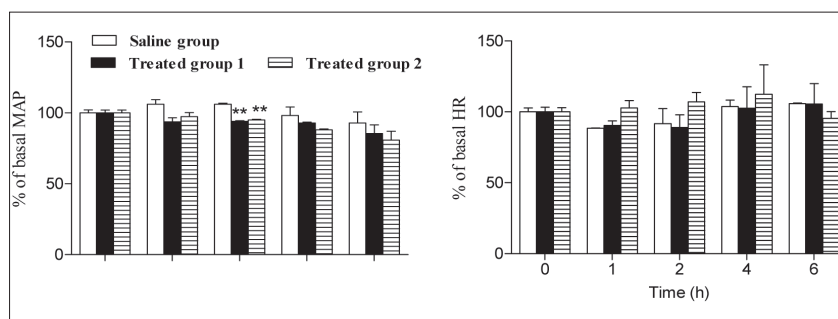 150
100
50
0
% of basal MAP
Saline group
Treated group 1
Treated group 2
** **
150
100
50
0
% of basal HR
0 1 2 4 6
Time (h)